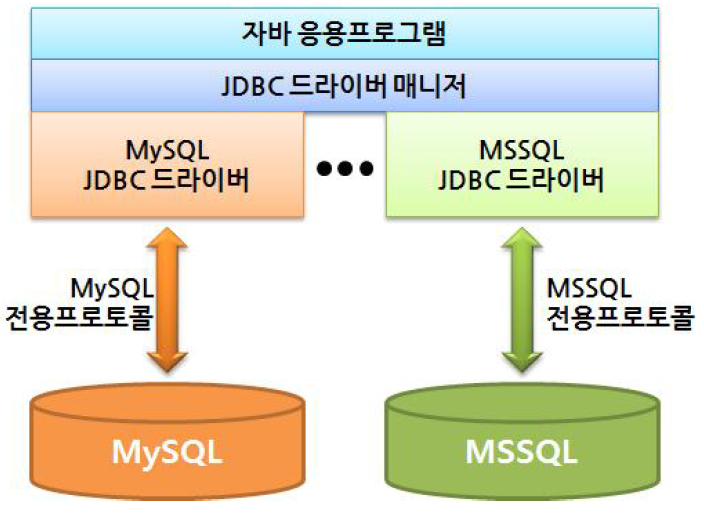 자바 응용프로그램
JDBC 드라이버 매니저
MySQL
JDBC 드라이버
MSSQL
JDBC 드라이버
MySQL
전용프로토콜
MSSQL
전용프로토콜
MySQL
MSSQL